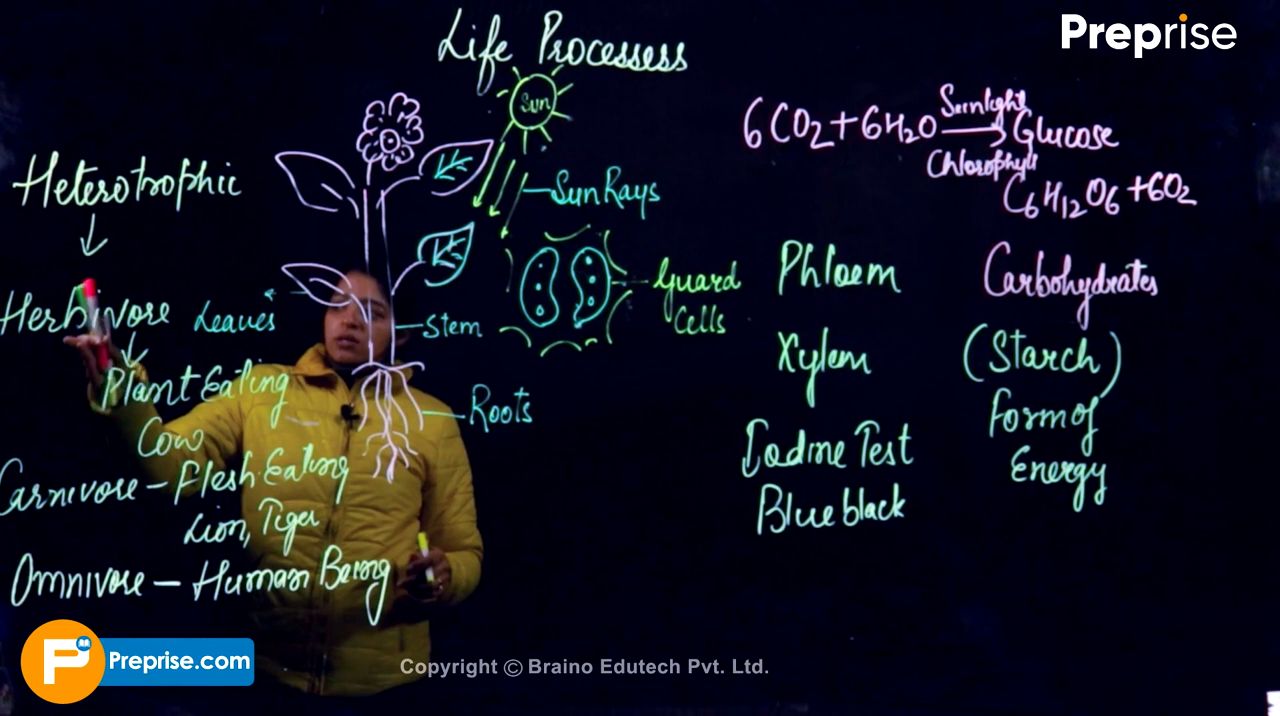 Life Processess
Preprise
Sun
6CO2+6H2O Sunlight → Glucose
Chlorophyll
C6H12O6 +6O2
Heterotrophic
↓
Herbivore
Plant Eating
Cow
Carnivore – Flesh Eating
Lion, Tiger
Omnivore – Human Being
Sun Rays
Guard
Cells
Leaves
Stem
Roots
Phloem
Xylem
Iodine Test
Blue black
Carbohydrates
(Starch)
Form of
Energy
P
Preprise.com
Copyright © Braino Edutech Pvt. Ltd.